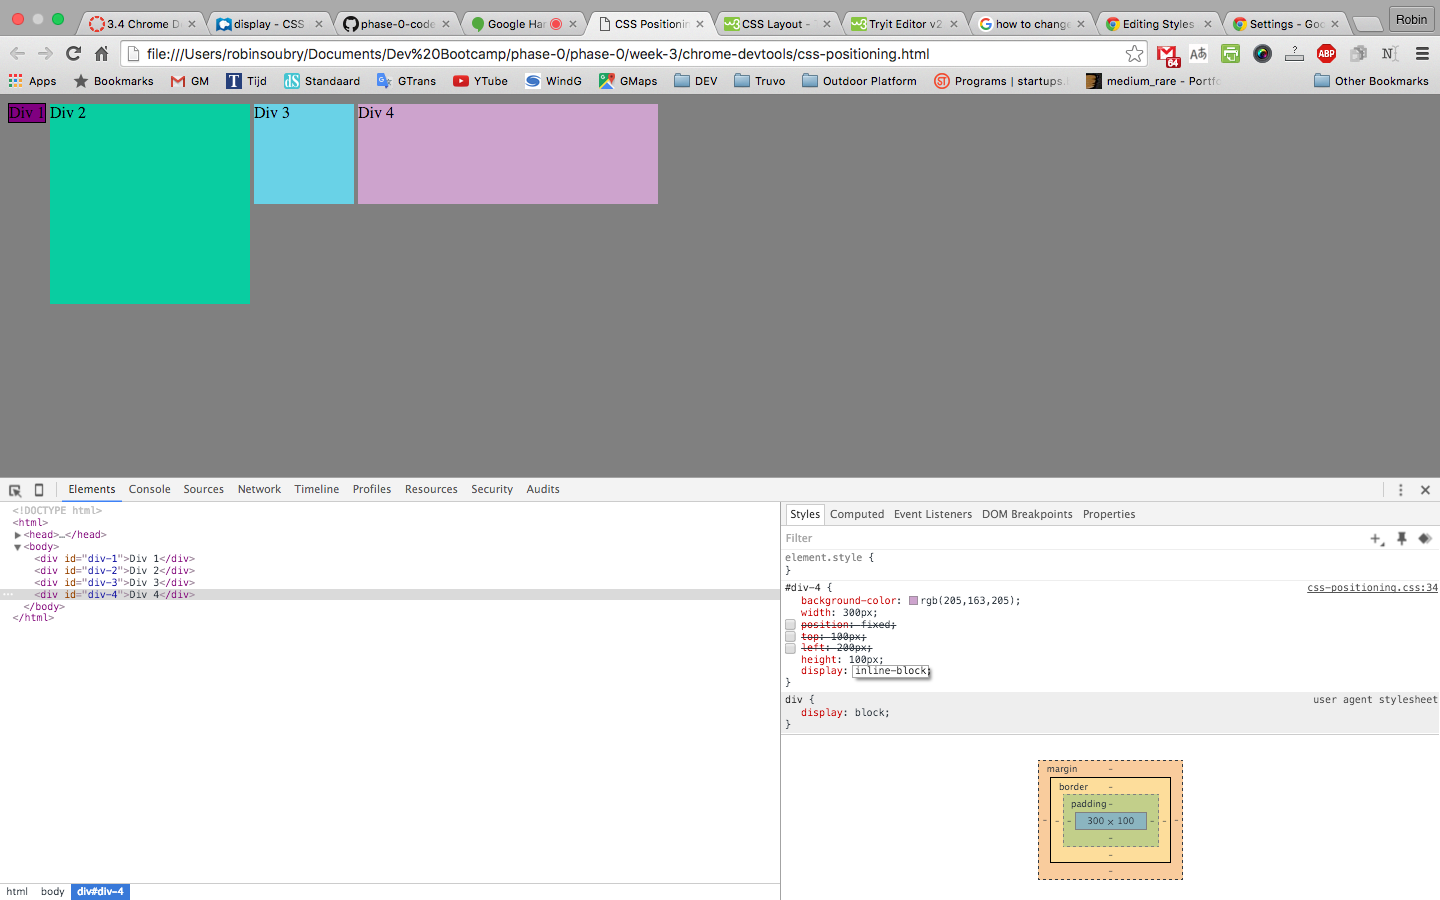 3.4 Chrome D
display - CSS
phase-0-code
Google Han
CSS Positionin
CSS Layout -
Tryit Editor v2
how to change
Editing Styles
Settings - Goo
Robin
file:///Users/robinsoubry/Documents/Dev%20Bootcamp/phase-0/phase-0/week-3/chrome-devtools/css-positioning.html
64
ABP
Apps
Bookmarks
GM
T Tijd
dS Standaard
GTrans
YTube
WindG
GMaps
DEV
Truvo
Outdoor Platform
ST Programs | startups.
medium_rare - Portfo
Other Bookmarks
Div 1
Div 2
Div 3
Div 4
Elements Console Sources Network Timeline Profiles Resources Security Audits
<!DOCTYPE html>
<html>
<head>…</head>
<body>
<div id="div-1">Div 1</div>
<div id="div-2">Div 2</div>
<div id="div-3">Div 3</div>
<div id="div-4">Div 4</div>
</body>
</html>
html body div#div-4
Styles Computed Event Listeners DOM Breakpoints Properties
Filter
element.style {
}
#div-4 { css-positioning.css:34
background-color: rgb(205,163,205);
width: 300px;
position: fixed;
top: 100px;
left: 200px;
height: 100px;
display: inline-block;
}
div { user agent stylesheet
display: block;
}
margin -
border -
padding -
- - - 300 × 100 - - -
-
-
-